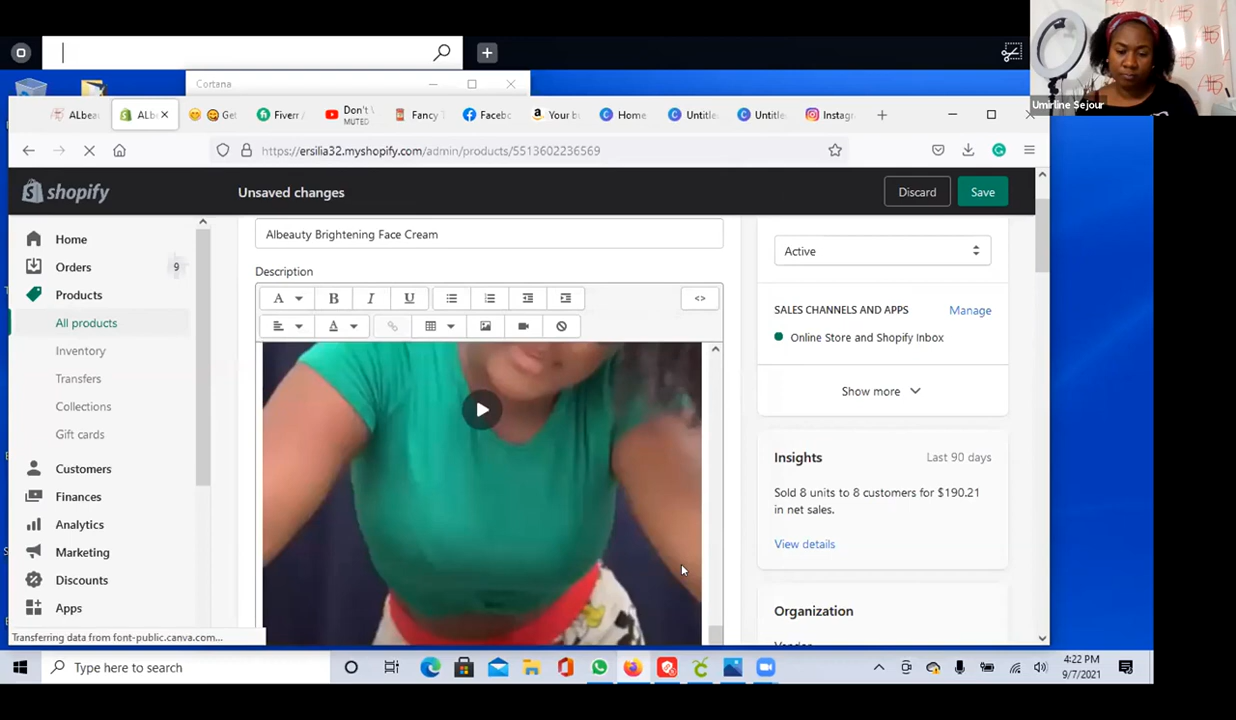 Umirline Sejour
Cortana
ALbea
ALb
Get
Fiverr /
Don't \
MUTED
Fancy T
Facebo
Your b
Home
Untitle
Untitle
Instag
https://ersilia32.myshopify.com/admin/products/5513602236569
shopify
Unsaved changes
Discard
Save
Home
Orders
9
Products
All products
Inventory
Transfers
Collections
Gift cards
Customers
Finances
Analytics
Marketing
Discounts
Apps
Albeauty Brightening Face Cream
Description
A
B
I
U
<>
A
Active
SALES CHANNELS AND APPS
Manage
Online Store and Shopify Inbox
Show more
Insights
Last 90 days
Sold 8 units to 8 customers for $190.21
in net sales.
View details
Organization
Transferring data from font-public.canva.com...
Type here to search
4:22 PM
9/7/2021